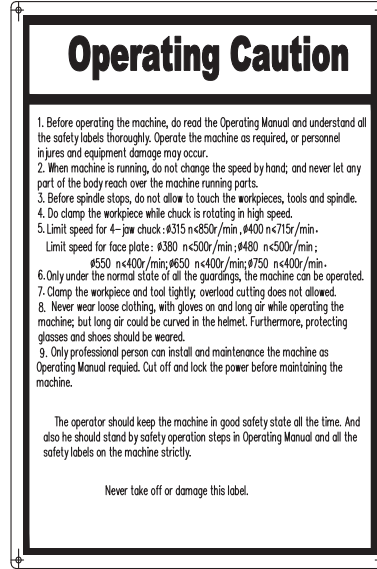 Operating Caution
1. Before operating the machine, do read the Operating Manual and understand all
the safety labels thoroughly. Operate the machine as required, or personnel
injures and equipment damage may occur.
2. When machine is running, do not change the speed by hand; and never let any
part of the body reach over the machine running parts.
3. Before spindle stops, do not allow to touch the workpieces, tools and spindle.
4. Do clamp the workpiece while chuck is rotating in high speed.
5. Limit speed for 4-jaw chuck: ø315 n<850r/min, ø400 n<715r/min.
Limit speed for face plate: ø380 n<500r/min; ø480 n<500r/min;
ø550 n<400r/min; ø650 n<400r/min; ø750 n<400r/min.
6. Only under the normal state of all the guardings, the machine can be operated.
7. Clamp the workpiece and tool tightly; overload cutting does not allowed.
8. Never wear loose clothing, with gloves on and long air while operating the
machine; but long air could be curved in the helmet. Furthermore, protecting
glasses and shoes should be weared.
9. Only professional person can install and maintenance the machine as
Operating Manual requied. Cut off and lock the power before maintaining the
machine.
The operator should keep the machine in good safety state all the time. And
also he should stand by safety operation steps in Operating Manual and all the
safety labels on the machine strictly.
Never take off or damage this label.